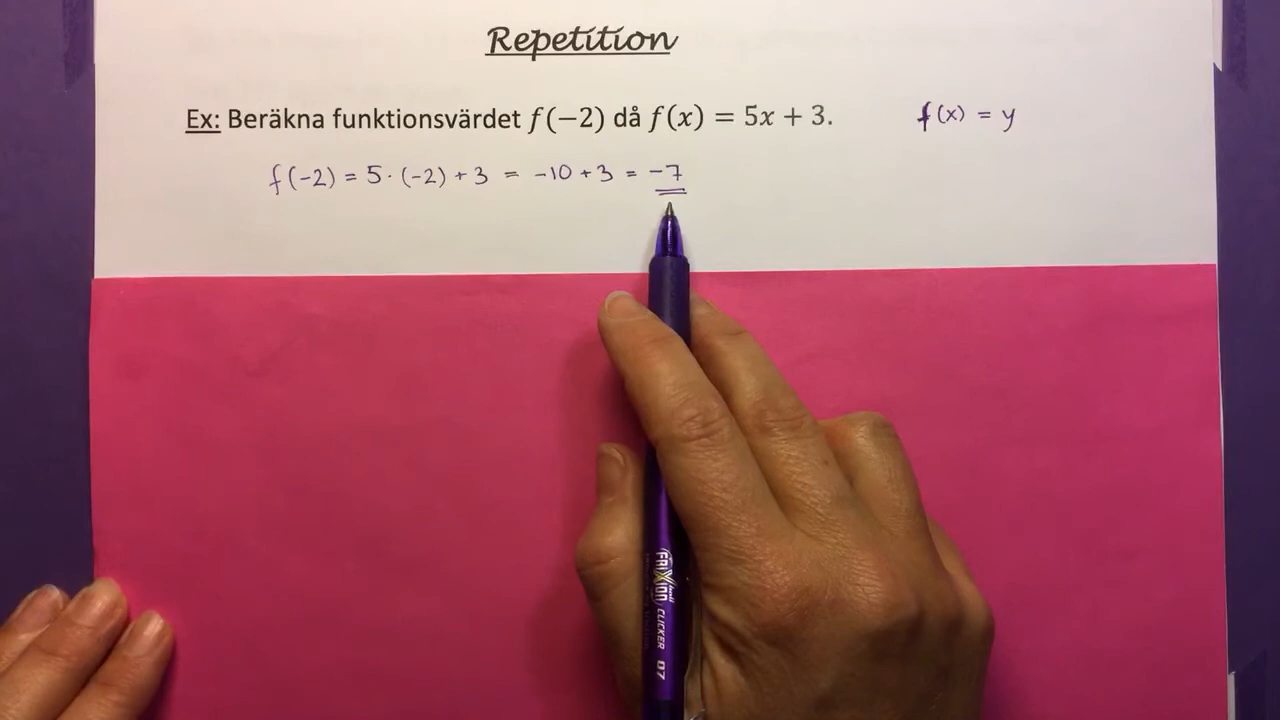 Repetition
Ex: Beräkna funktionsvärdet f(−2) då f(x) = 5x + 3.
f(x) = y
f(-2) = 5 · (-2) + 3 = -10 + 3 = -7
FRIXION CLICKER 07